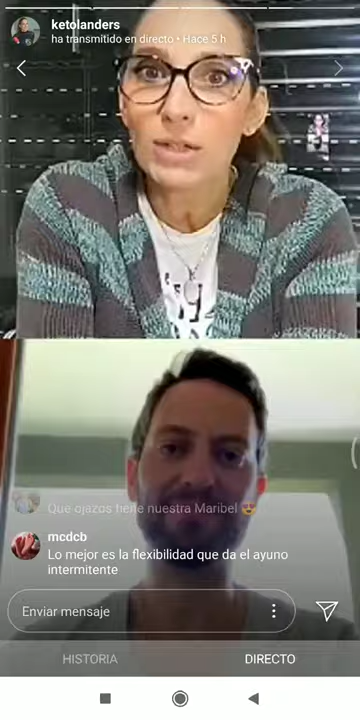 ketolanders
ha transmitido en directo • Hace 5 h
Que ojazos tiene nuestra Maribel 😍
mcdcb
Lo mejor es la flexibilidad que da el ayuno
intermitente
Enviar mensaje
HISTORIA
DIRECTO